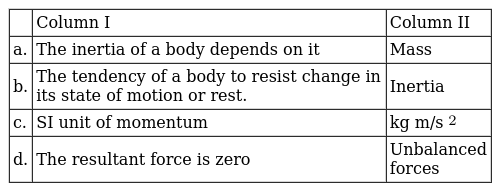 Column I Column II
a. The inertia of a body depends on it Mass
b. The tendency of a body to resist change in its state of motion or rest. Inertia
c. SI unit of momentum kg m/s 2
d. The resultant force is zero Unbalanced forces